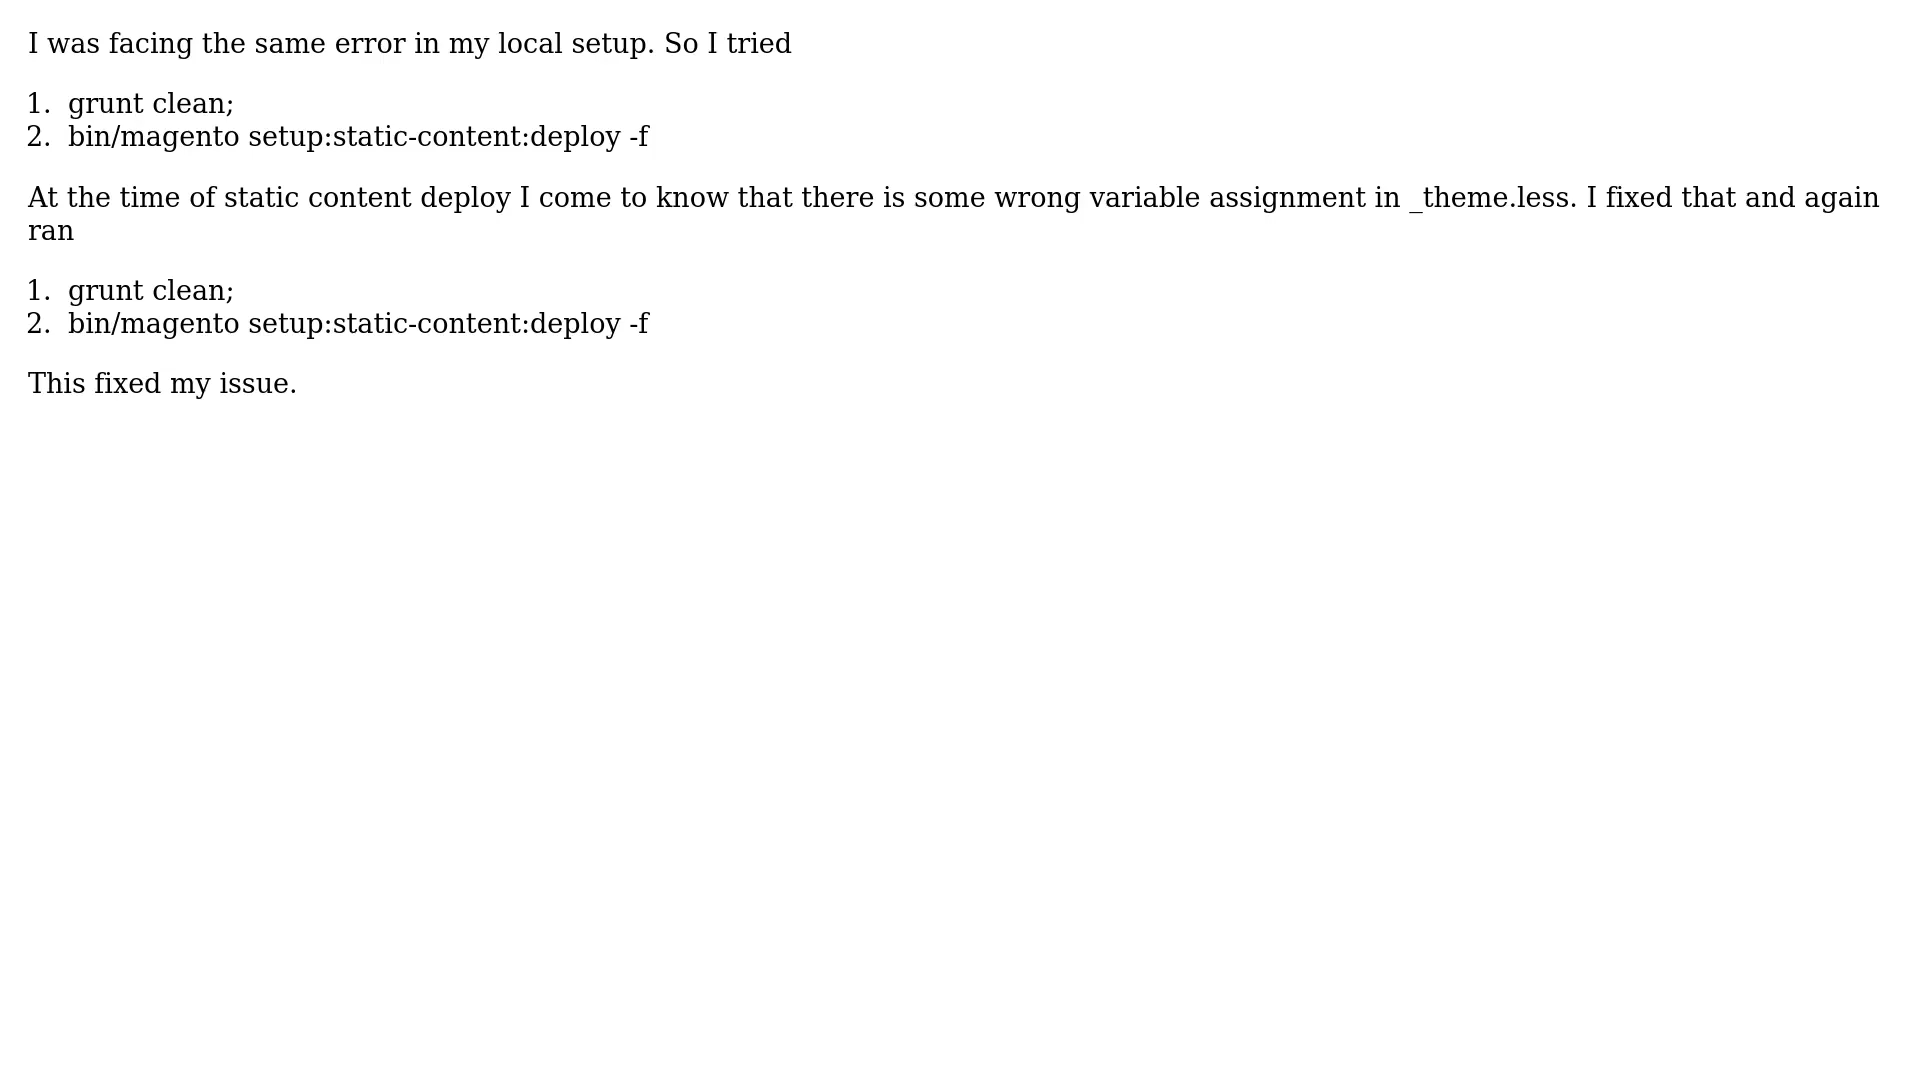 I was facing the same error in my local setup. So I tried
1. grunt clean;
2. bin/magento setup:static-content:deploy -f
At the time of static content deploy I come to know that there is some wrong variable assignment in _theme.less. I fixed that and again
ran
1. grunt clean;
2. bin/magento setup:static-content:deploy -f
This fixed my issue.